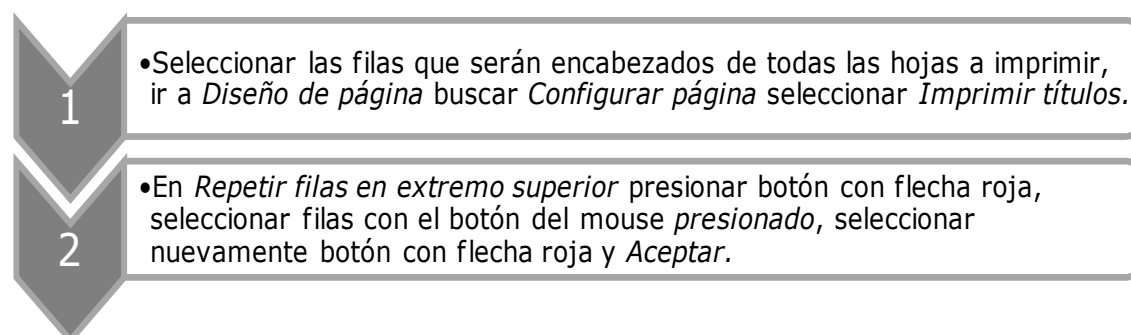 1
•Seleccionar las filas que serán encabezados de todas las hojas a imprimir,
ir a Diseño de página buscar Configurar página seleccionar Imprimir títulos.
2
•En Repetir filas en extremo superior presionar botón con flecha roja,
seleccionar filas con el botón del mouse presionado, seleccionar
nuevamente botón con flecha roja y Aceptar.